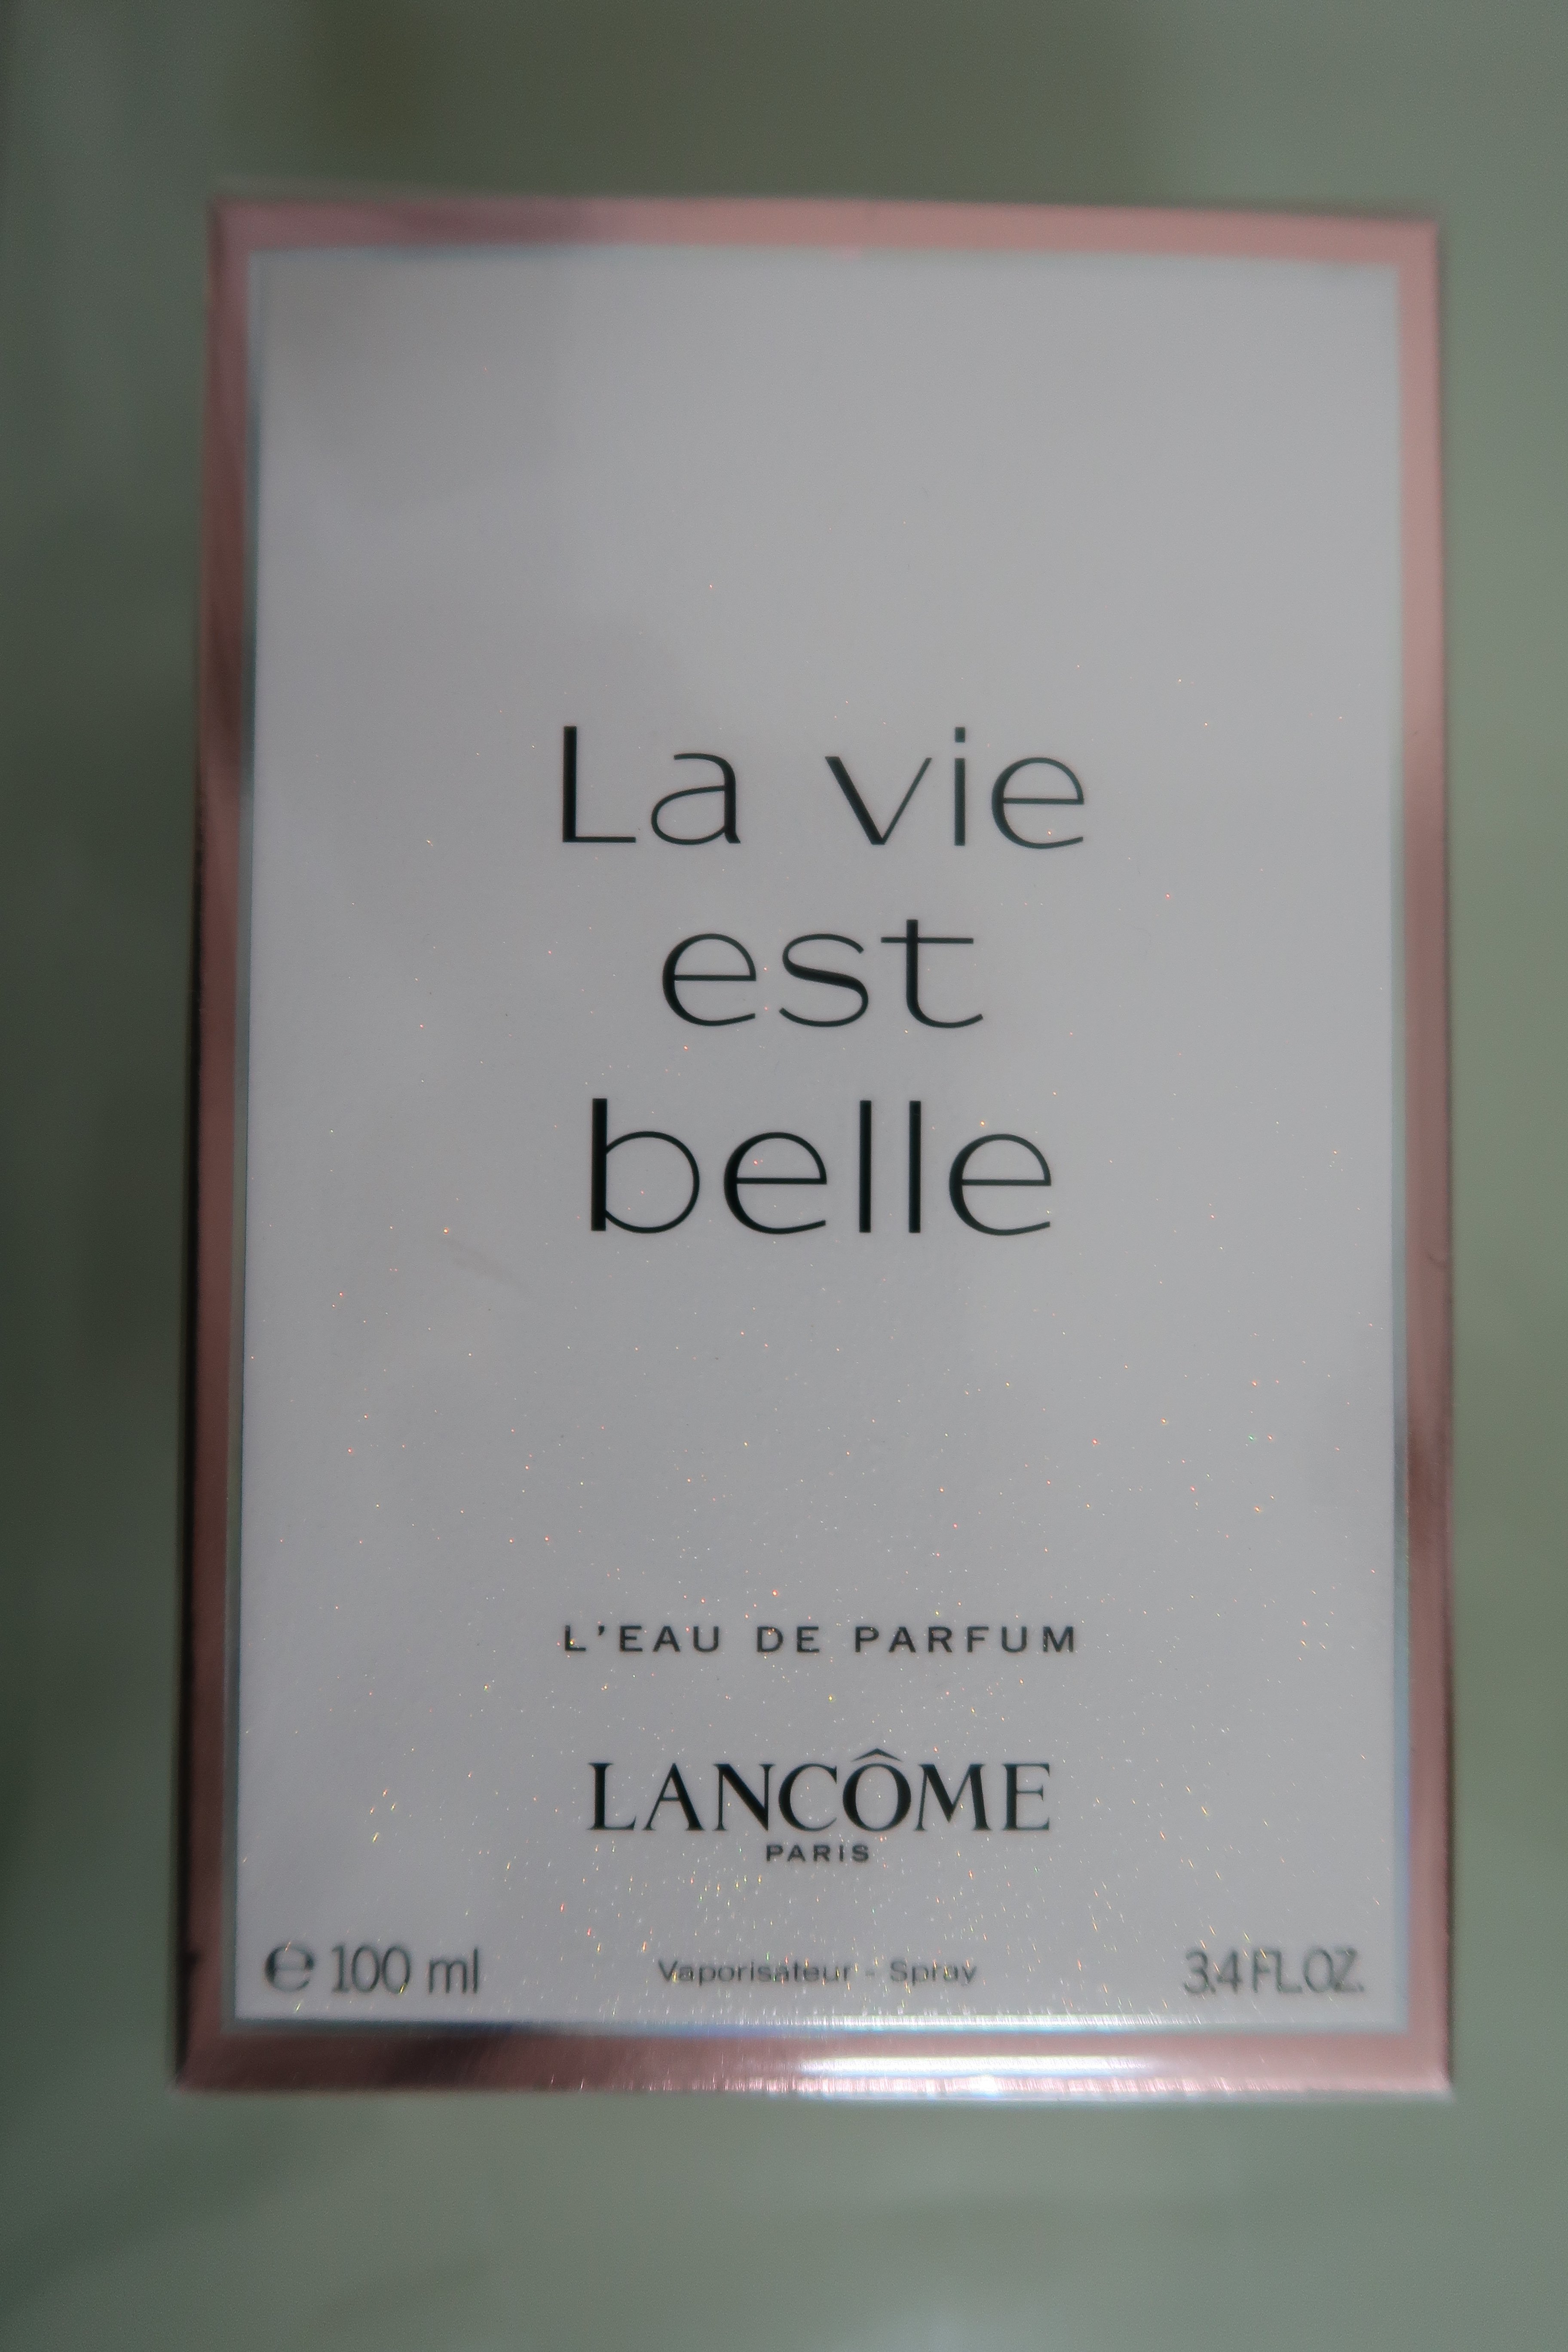 La vie
est
belle
L'EAU DE PARFUM
LANCÔME
PARIS
℮ 100 ml Vaporisateur - Spray 3.4 FL.OZ.